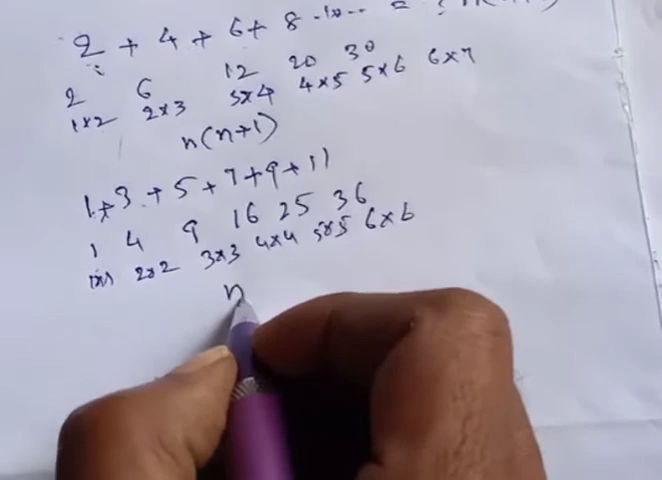 2 + 4 + 6 + 8 ... = ?
2 6 12 20 30
1x2 2x3 3x4 4x5 5x6 6x7
n(n+1)
1 + 3 + 5 + 7 + 9 + 11
1 4 9 16 25 36
1x1 2x2 3x3 4x4 5x5 6x6
n